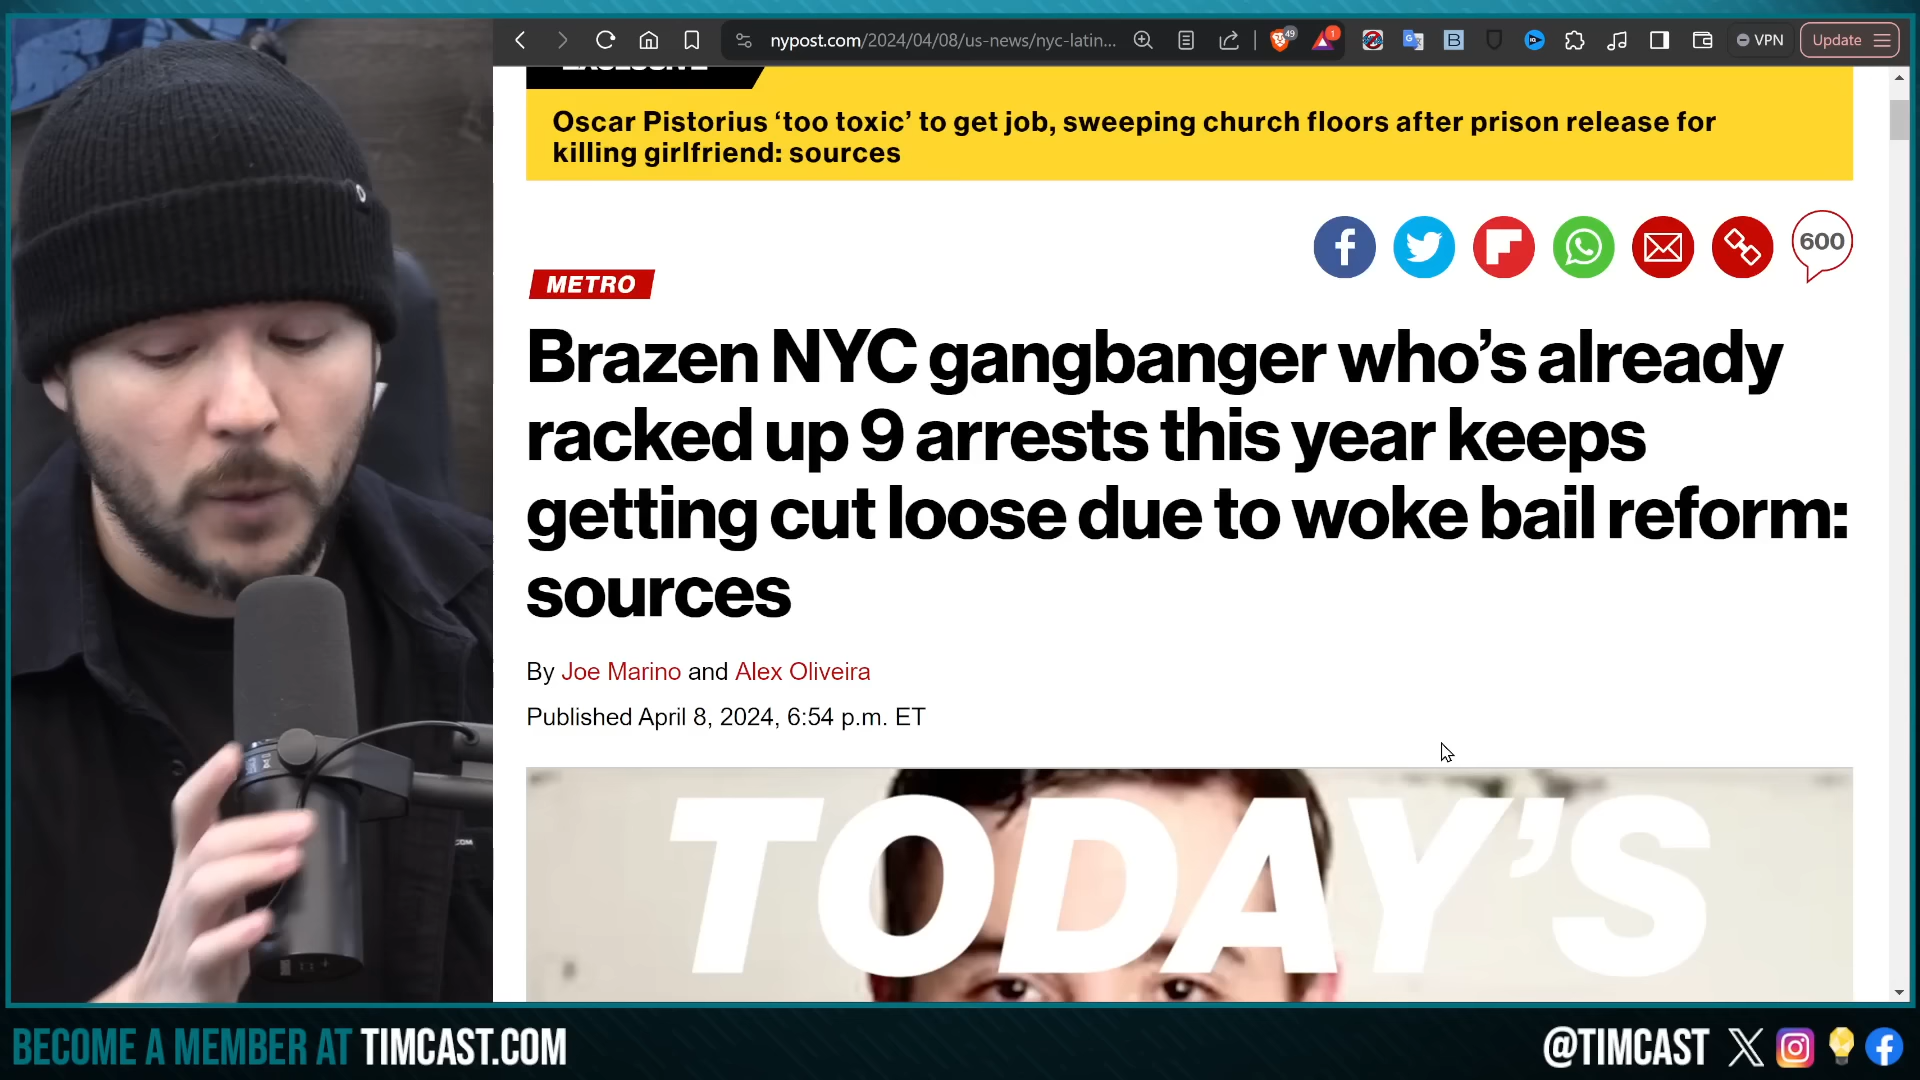 nypost.com/2024/04/08/us-news/nyc-latin...
49
1
VPN
Update
EXCLUSIVE
Oscar Pistorius ‘too toxic’ to get job, sweeping church floors after prison release for
killing girlfriend: sources
600
METRO
Brazen NYC gangbanger who’s already
racked up 9 arrests this year keeps
getting cut loose due to woke bail reform:
sources
By Joe Marino and Alex Oliveira
Published April 8, 2024, 6:54 p.m. ET
TODAY’S
BECOME A MEMBER AT TIMCAST.COM
@TIMCAST